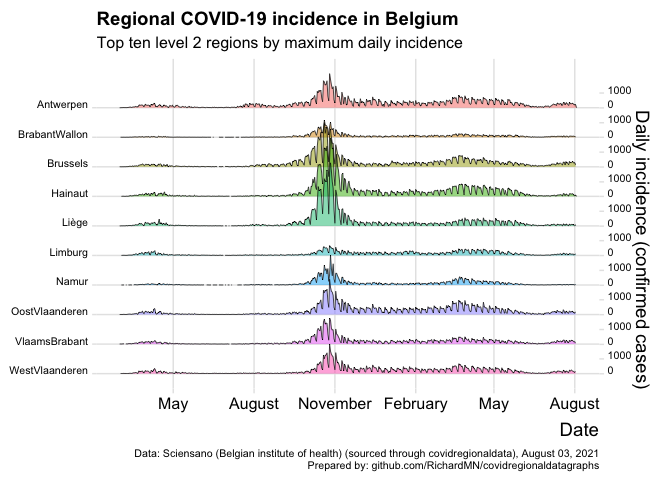 Regional COVID-19 incidence in Belgium
Top ten level 2 regions by maximum daily incidence
Antwerpen
1000
0
BrabantWallon
1000
0
Brussels
1000
0
Hainaut
1000
0
Liège
1000
0
Limburg
1000
0
Namur
1000
0
OostVlaanderen
1000
0
VlaamsBrabant
1000
0
WestVlaanderen
1000
0
Daily incidence (confirmed cases)
May August November February May August
Date
Data: Sciensano (Belgian institute of health) (sourced through covidregionaldata), August 03, 2021
Prepared by: github.com/RichardMN/covidregionaldatagraphs